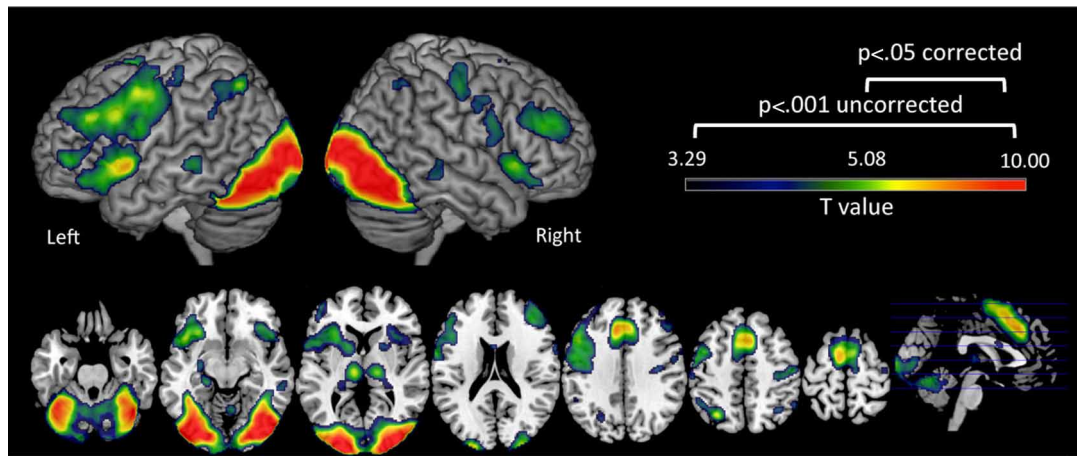 p<.05 corrected
p<.001 uncorrected
3.29 5.08 10.00
T value
Left
Right